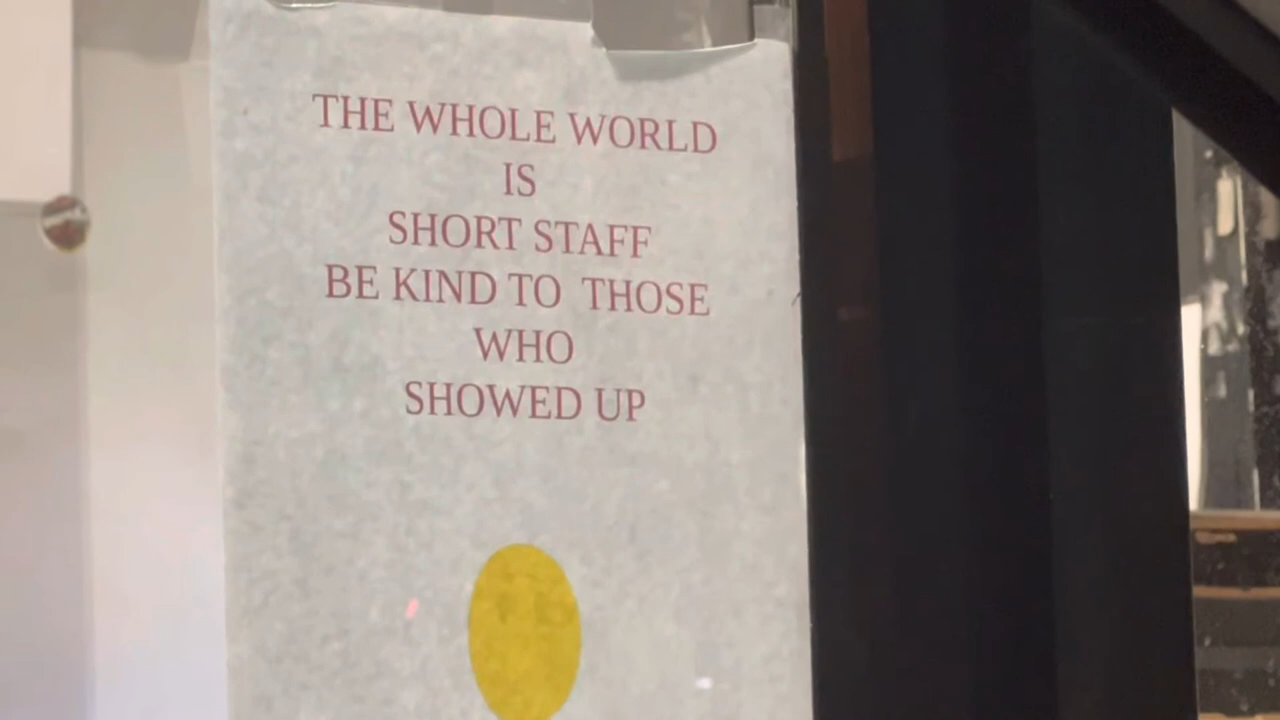 THE WHOLE WORLD
IS
SHORT STAFF
BE KIND TO THOSE
WHO
SHOWED UP